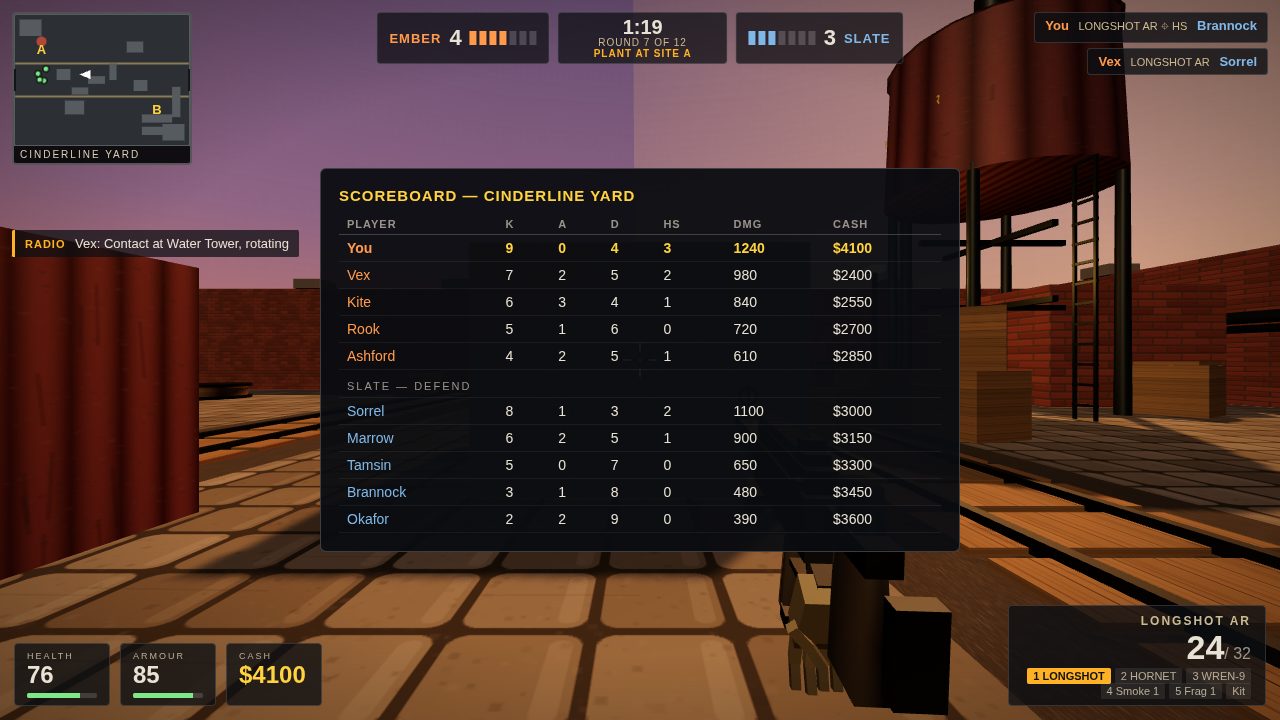 A
B
CINDERLINE YARD
EMBER 4
1:19
ROUND 7 OF 12
PLANT AT SITE A
3 SLATE
You LONGSHOT AR ⌖ HS Brannock
Vex LONGSHOT AR Sorrel
RADIO Vex: Contact at Water Tower, rotating
SCOREBOARD — CINDERLINE YARD
PLAYER K A D HS DMG CASH
You 9 0 4 3 1240 $4100
Vex 7 2 5 2 980 $2400
Kite 6 3 4 1 840 $2550
Rook 5 1 6 0 720 $2700
Ashford 4 2 5 1 610 $2850
SLATE — DEFEND
Sorrel 8 1 3 2 1100 $3000
Marrow 6 2 5 1 900 $3150
Tamsin 5 0 7 0 650 $3300
Brannock 3 1 8 0 480 $3450
Okafor 2 2 9 0 390 $3600
HEALTH
76
ARMOUR
85
CASH
$4100
LONGSHOT AR
24 / 32
1 LONGSHOT 2 HORNET 3 WREN-9
4 Smoke 1 5 Frag 1 Kit